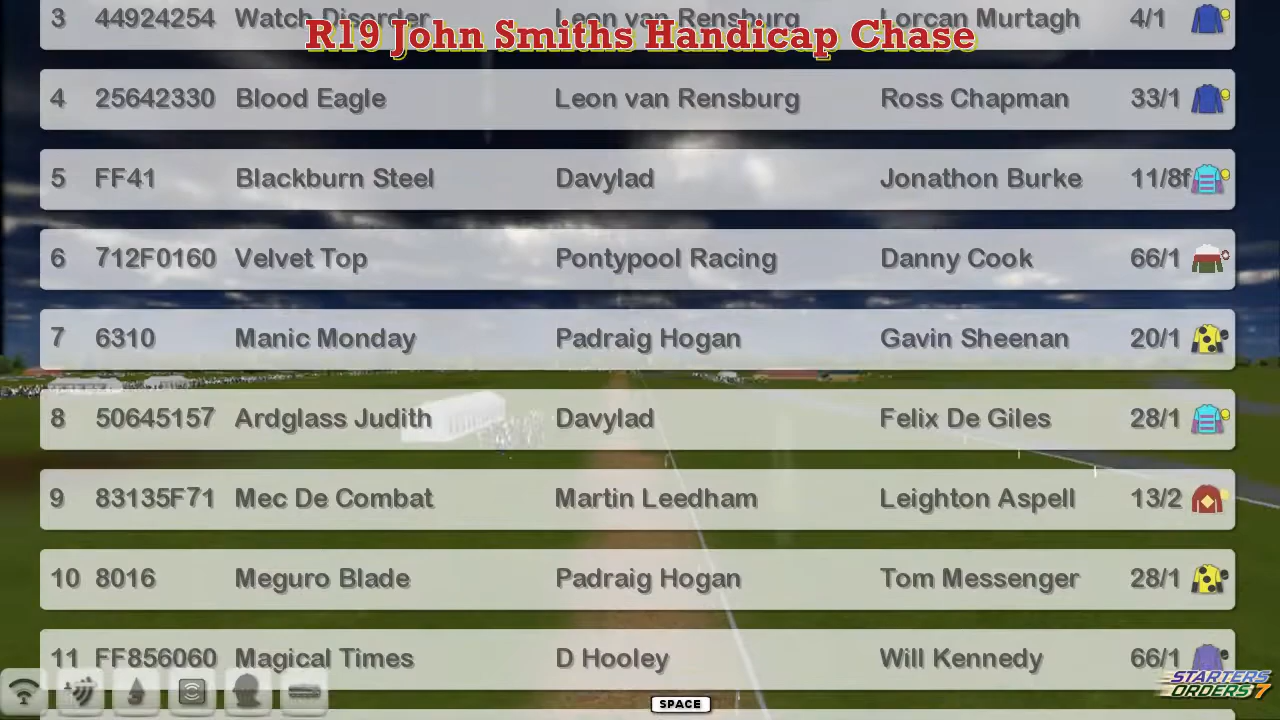 3 44924254 Watch Disorder Leon van Rensburg Lorcan Murtagh 4/1
R19 John Smiths Handicap Chase
4 25642330 Blood Eagle Leon van Rensburg Ross Chapman 33/1
5 FF41 Blackburn Steel Davylad Jonathon Burke 11/8f
6 712F0160 Velvet Top Pontypool Racing Danny Cook 66/1
7 6310 Manic Monday Padraig Hogan Gavin Sheenan 20/1
8 50645157 Ardglass Judith Davylad Felix De Giles 28/1
9 83135F71 Mec De Combat Martin Leedham Leighton Aspell 13/2
10 8016 Meguro Blade Padraig Hogan Tom Messenger 28/1
11 FF856060 Magical Times D Hooley Will Kennedy 66/1
STARTERS
ORDERS 7
SPACE